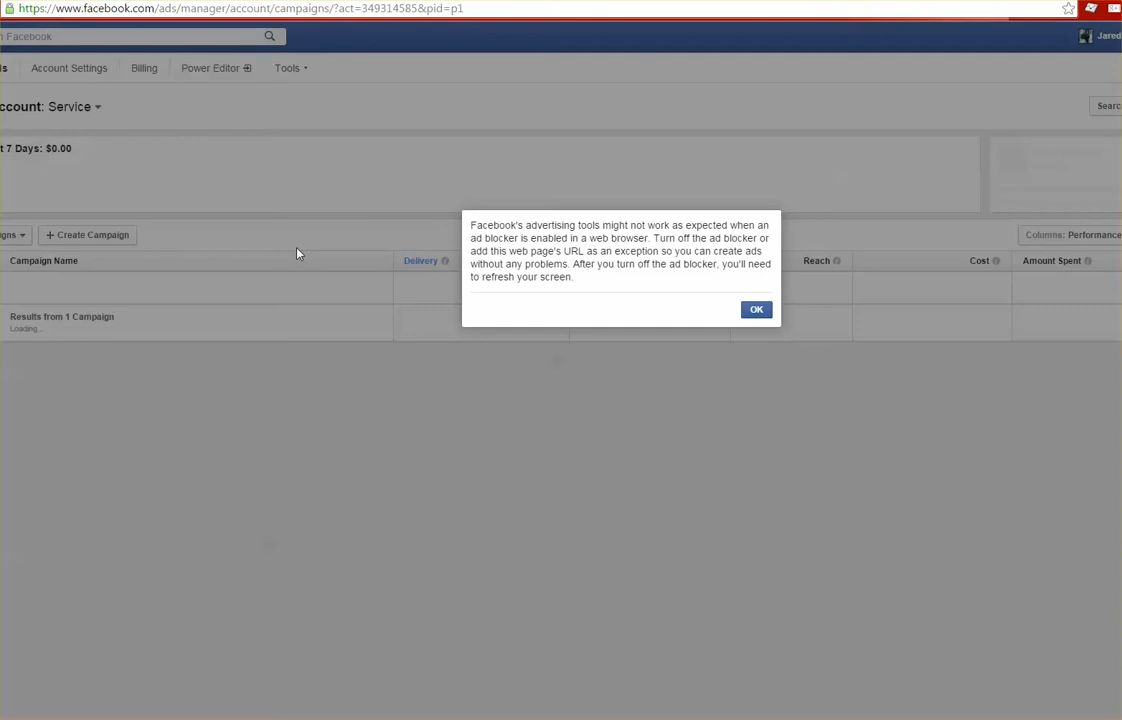 https://www.facebook.com/ads/manager/account/campaigns/?act=349314585&pid=p1
Facebook
Jared
Account Settings Billing Power Editor Tools
ccount: Service
Searc
t 7 Days: $0.00
Facebook's advertising tools might not work as expected when an
ad blocker is enabled in a web browser. Turn off the ad blocker or
add this web page's URL as an exception so you can create ads
without any problems. After you turn off the ad blocker, you'll need
to refresh your screen.
OK
gns + Create Campaign
Columns: Performance
Campaign Name Delivery Reach Cost Amount Spent
Results from 1 Campaign
Loading...